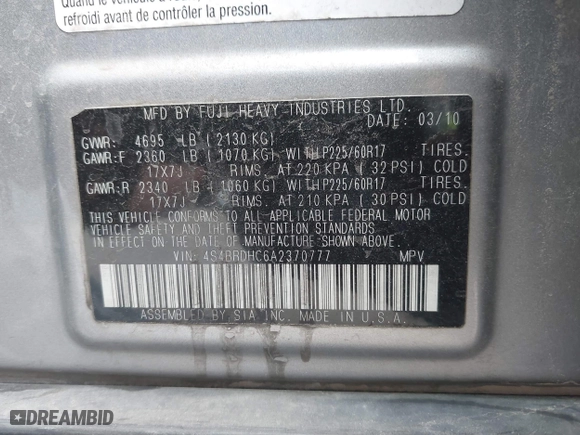 Quand le véhicule
refroidi avant de contrôler la pression.
MFD BY FUJI HEAVY INDUSTRIES LTD.
DATE: 03/10
GVWR: 4695 LB (2130 KG)
GAWR:F 2360 LB (1070 KG) WITH P225/60R17 TIRES.
17X7J RIMS. AT 220 KPA (32 PSI) COLD
GAWR:R 2340 LB (1060 KG) WITH P225/60R17 TIRES.
17X7J RIMS. AT 210 KPA (30 PSI) COLD
THIS VEHICLE CONFORMS TO ALL APPLICABLE FEDERAL MOTOR
VEHICLE SAFETY AND THEFT PREVENTION STANDARDS
IN EFFECT ON THE DATE OF MANUFACTURE SHOWN ABOVE.
VIN: 4S4BRDHC6A2370777 MPV
ASSEMBLED BY SIA INC. MADE IN U.S.A.
DREAMBID